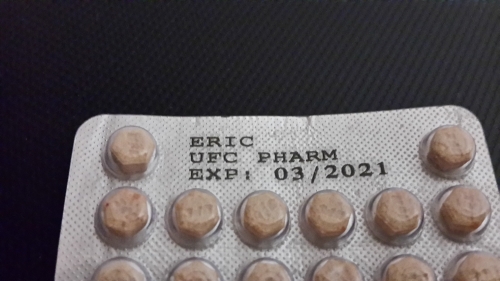 ERIC
UFC PHARM
EXP: 03/2021